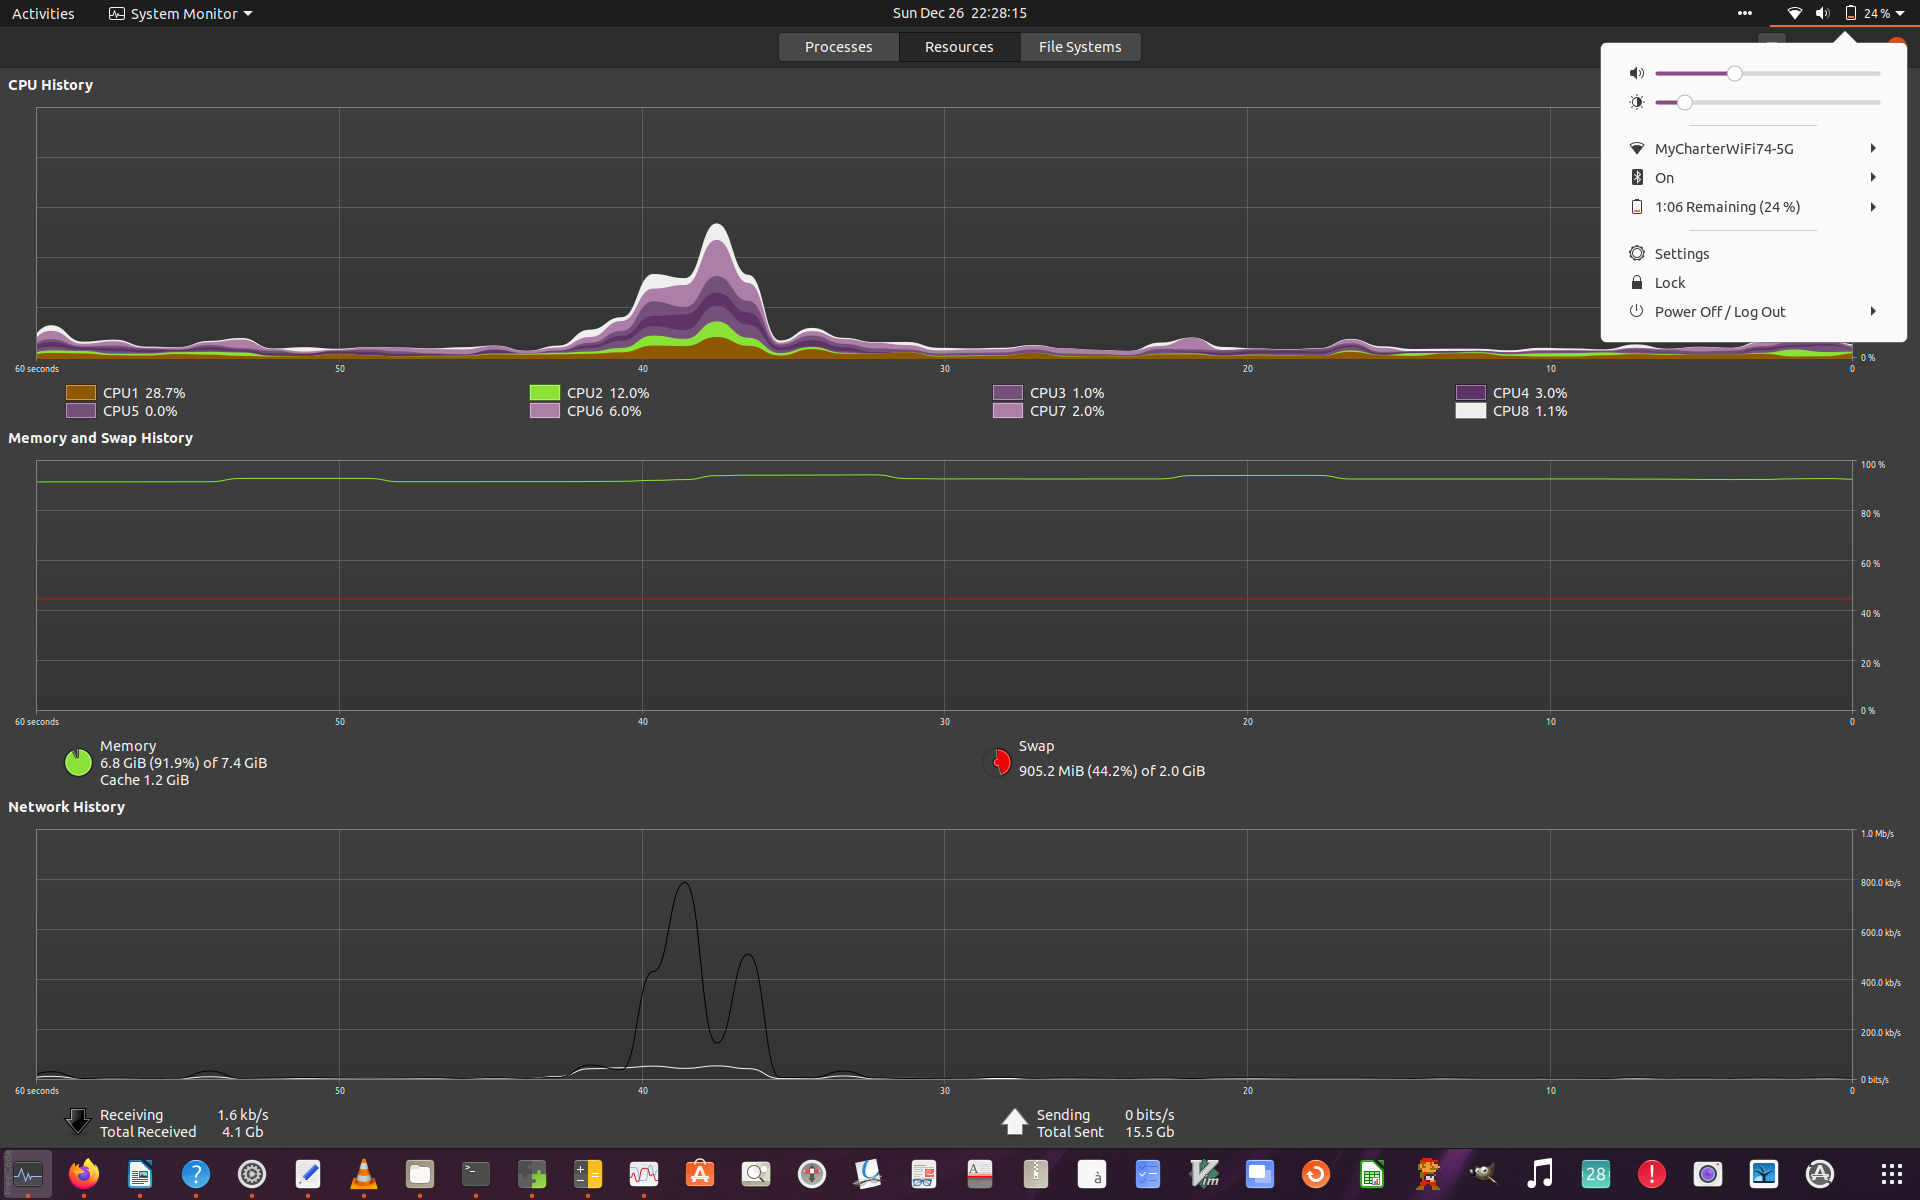 Activities
System Monitor
Sun Dec 26 22:28:15
24 %
Processes
Resources
File Systems
MyCharterWiFi74-5G
On
1:06 Remaining (24 %)
Settings
Lock
Power Off / Log Out
CPU History
0 %
60 seconds 50 40 30 20 10 0
CPU1 28.7% CPU2 12.0% CPU3 1.0% CPU4 3.0%
CPU5 0.0% CPU6 6.0% CPU7 2.0% CPU8 1.1%
Memory and Swap History
100 %
80 %
60 %
40 %
20 %
0 %
60 seconds 50 40 30 20 10 0
Memory
6.8 GiB (91.9%) of 7.4 GiB
Cache 1.2 GiB
Swap
905.2 MiB (44.2%) of 2.0 GiB
Network History
1.0 Mb/s
800.0 kb/s
600.0 kb/s
400.0 kb/s
200.0 kb/s
0 bits/s
60 seconds 50 40 30 20 10 0
Receiving 1.6 kb/s
Total Received 4.1 Gb
Sending 0 bits/s
Total Sent 15.5 Gb
?
>_
A
à
Vim
28